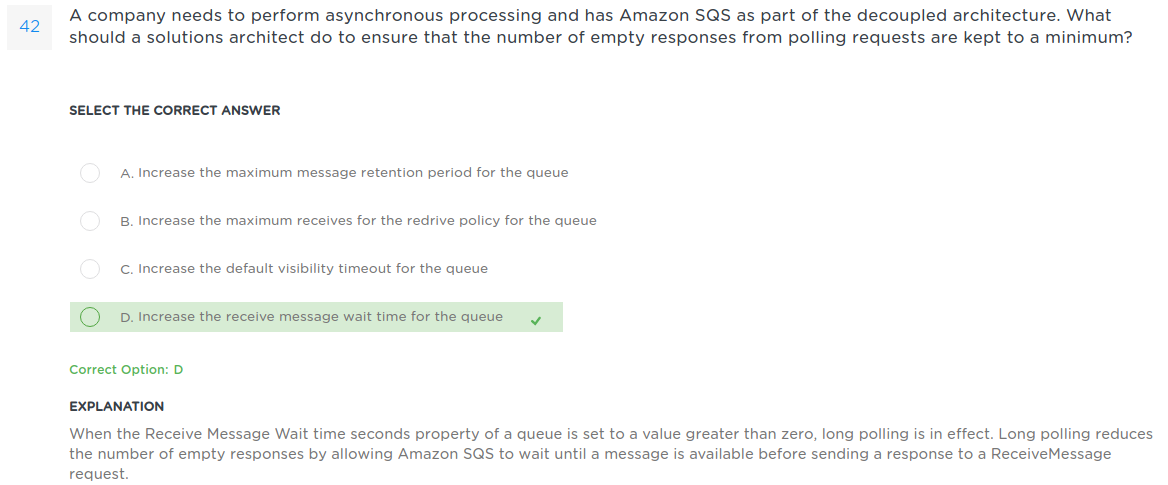 42
A company needs to perform asynchronous processing and has Amazon SQS as part of the decoupled architecture. What
should a solutions architect do to ensure that the number of empty responses from polling requests are kept to a minimum?
SELECT THE CORRECT ANSWER
A. Increase the maximum message retention period for the queue
B. Increase the maximum receives for the redrive policy for the queue
C. Increase the default visibility timeout for the queue
D. Increase the receive message wait time for the queue
Correct Option: D
EXPLANATION
When the Receive Message Wait time seconds property of a queue is set to a value greater than zero, long polling is in effect. Long polling reduces
the number of empty responses by allowing Amazon SQS to wait until a message is available before sending a response to a ReceiveMessage
request.